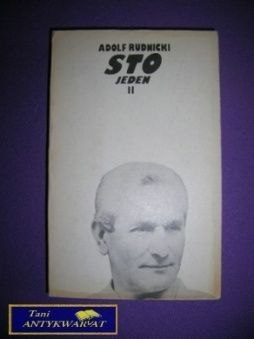 ADOLF RUDNICKI
STO
JEDEN
II
Tani
ANTYKWARIAT